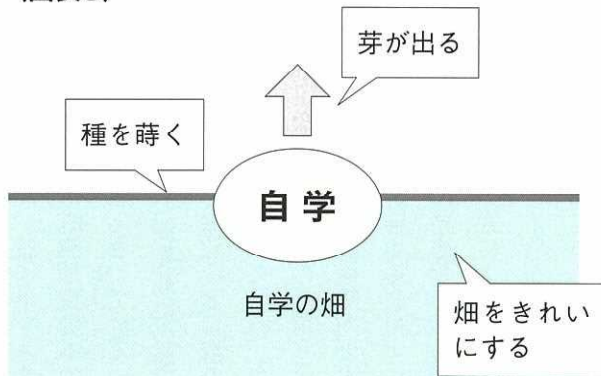 芽が出る
種を蒔く
自学
自学の畑
畑をきれい
にする